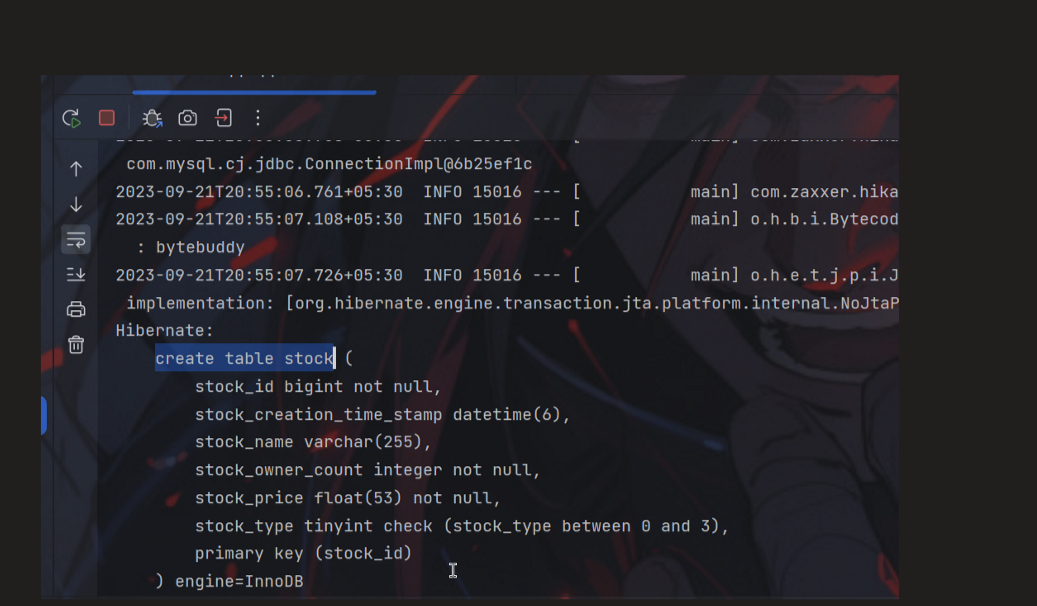 com.mysql.cj.jdbc.ConnectionImpl@6b25ef1c
2023-09-21T20:55:06.761+05:30  INFO 15016 --- [           main] com.zaxxer.hika
2023-09-21T20:55:07.108+05:30  INFO 15016 --- [           main] o.h.b.i.Bytecod
: bytebuddy
2023-09-21T20:55:07.726+05:30  INFO 15016 --- [           main] o.h.e.t.j.p.i.J
implementation: [org.hibernate.engine.transaction.jta.platform.internal.NoJtaP
Hibernate:
create table stock (
stock_id bigint not null,
stock_creation_time_stamp datetime(6),
stock_name varchar(255),
stock_owner_count integer not null,
stock_price float(53) not null,
stock_type tinyint check (stock_type between 0 and 3),
primary key (stock_id)
) engine=InnoDB